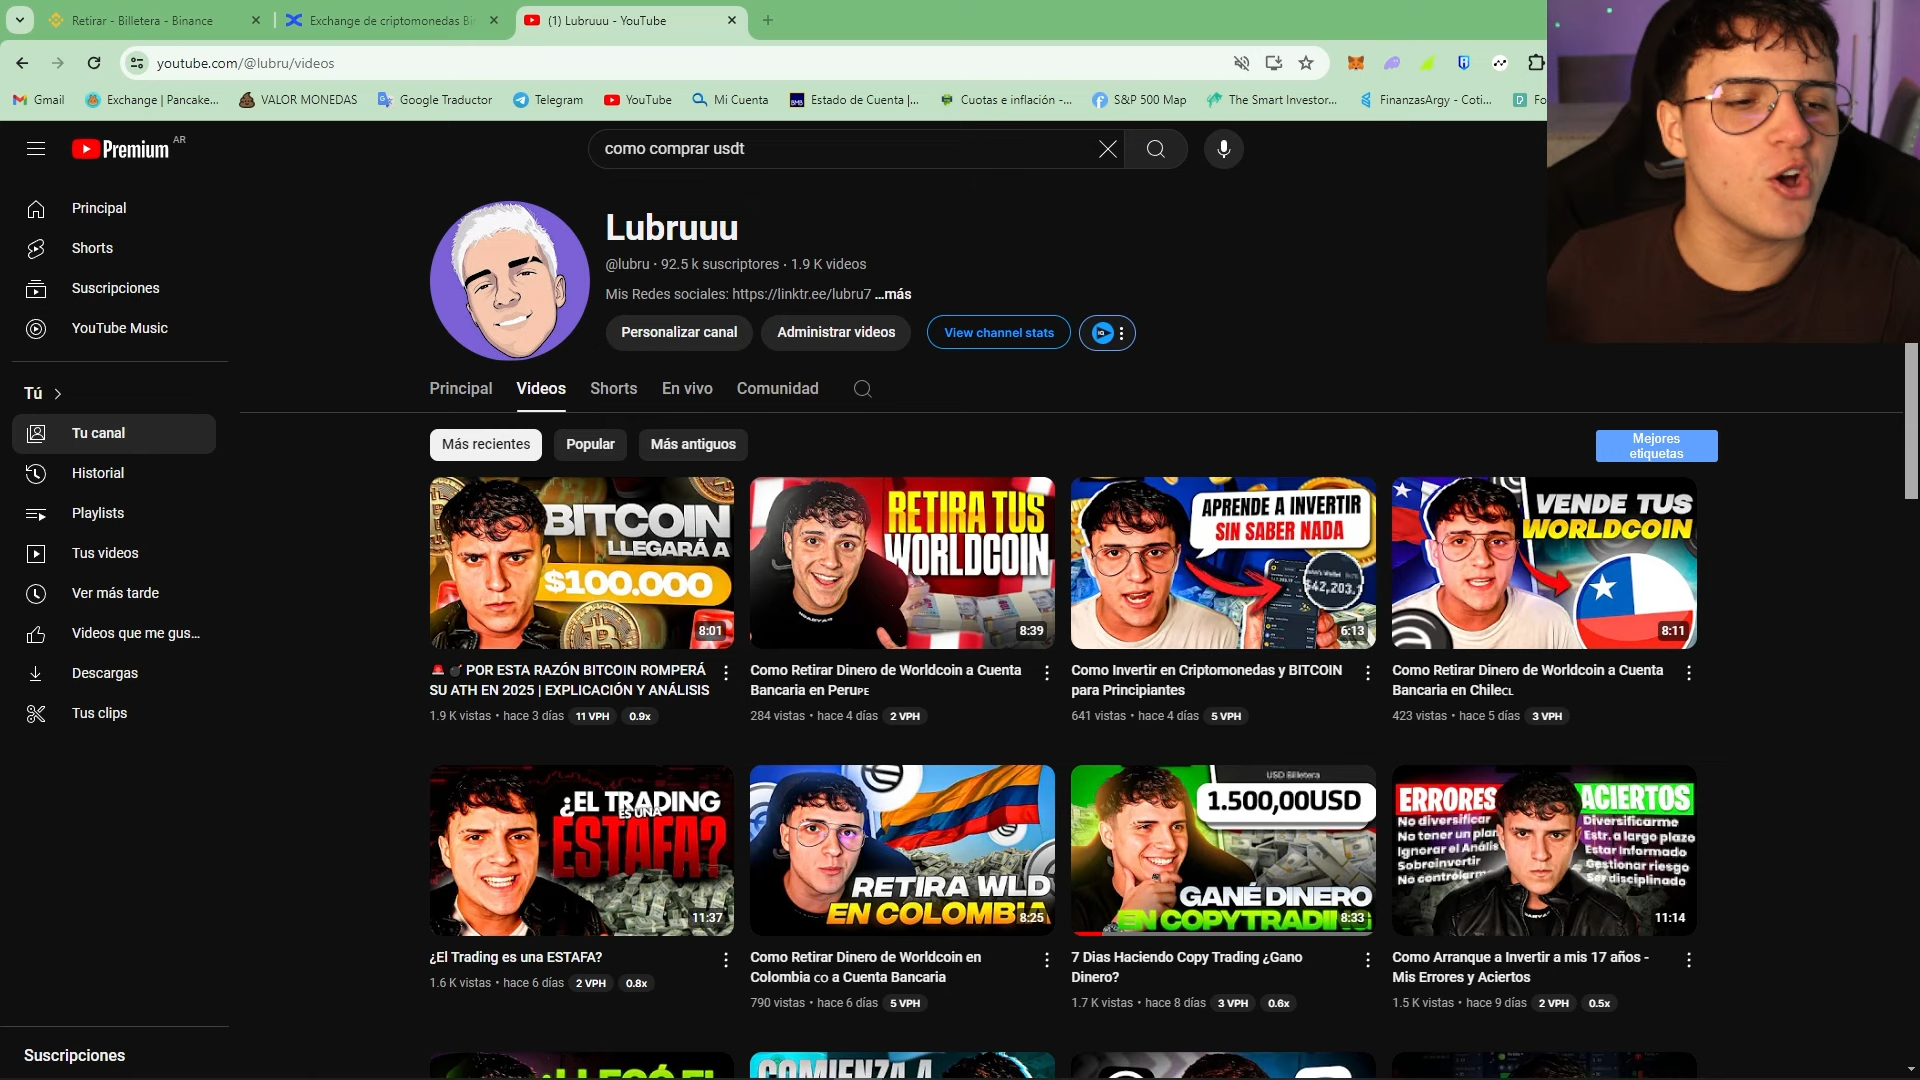 Retirar - Billetera - Binance
Exchange de criptomonedas Bi
(1) Lubruuu - YouTube
youtube.com/@lubru/videos
Gmail
Exchange | Pancake...
VALOR MONEDAS
Google Traductor
Telegram
YouTube
Mi Cuenta
Estado de Cuenta |...
Cuotas e inflación -...
S&P 500 Map
The Smart Investor...
FinanzasArgy - Coti...
Fo
Premium
AR
como comprar usdt
Principal
Shorts
Suscripciones
YouTube Music
Tú
Tu canal
Historial
Playlists
Tus videos
Ver más tarde
Videos que me gus...
Descargas
Tus clips
Suscripciones
Lubruuu
@lubru · 92.5 k suscriptores · 1.9 K videos
Mis Redes sociales: https://linktr.ee/lubru7 ...más
Personalizar canal
Administrar videos
View channel stats
Principal
Videos
Shorts
En vivo
Comunidad
Más recientes
Popular
Más antiguos
Mejores
etiquetas
BITCOIN
LLEGARÁ A
$100.000
8:01
RETIRA TUS
WORLDCOIN
8:39
APRENDE A INVERTIR
SIN SABER NADA
$42,203.
6:13
VENDE TUS
WORLDCOIN
8:11
🚨 💣 POR ESTA RAZÓN BITCOIN ROMPERÁ
SU ATH EN 2025 | EXPLICACIÓN Y ANÁLISIS
1.9 K vistas • hace 3 días 11 VPH 0.9x
Como Retirar Dinero de Worldcoin a Cuenta
Bancaria en Peru🇵🇪
284 vistas • hace 4 días 2 VPH
Como Invertir en Criptomonedas y BITCOIN
para Principiantes
641 vistas • hace 4 días 5 VPH
Como Retirar Dinero de Worldcoin a Cuenta
Bancaria en Chile🇨🇱
423 vistas • hace 5 días 3 VPH
¿EL TRADING
ES UNA
ESTAFA?
11:37
RETIRA WLD
EN COLOMBIA
8:25
USD Billetera
1.500,00USD
GANÉ DINERO
EN COPYTRADING
8:33
ERRORES
No diversificar
No tener un plan
Ignorar el Anális
Sobreinvertir
No controlar
ACIERTOS
Diversificarme
Estr. a largo plazo
Estar Informado
Gestionar riesgo
Ser disciplinado
11:14
¿El Trading es una ESTAFA?
1.6 K vistas • hace 6 días 2 VPH 0.8x
Como Retirar Dinero de Worldcoin en
Colombia 🇨🇴 a Cuenta Bancaria
790 vistas • hace 6 días 5 VPH
7 Dias Haciendo Copy Trading ¿Gano
Dinero?
1.7 K vistas • hace 8 días 3 VPH 0.6x
Como Arranque a Invertir a mis 17 años -
Mis Errores y Aciertos
1.5 K vistas • hace 9 días 2 VPH 0.5x
COMIENZA A